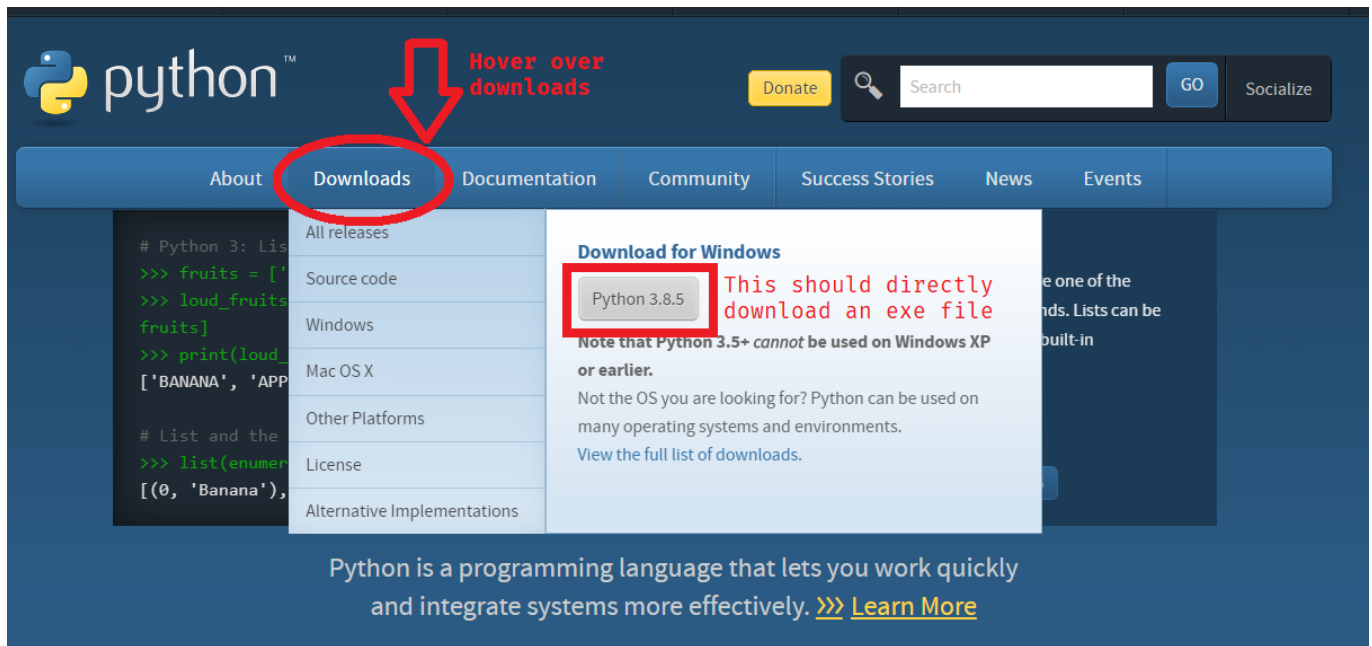 python™
Hover over
downloads
Donate
Search
GO
Socialize
About
Downloads
Documentation
Community
Success Stories
News
Events
# Python 3: Lis
>>> fruits = ['
>>> loud_fruits
fruits]
>>> print(loud_
['BANANA', 'APP
# List and the
>>> list(enumer
[(0, 'Banana'),
All releases
Source code
Windows
Mac OS X
Other Platforms
License
Alternative Implementations
Download for Windows
Python 3.8.5
This should directly
download an exe file
Note that Python 3.5+ cannot be used on Windows XP
or earlier.
Not the OS you are looking for? Python can be used on
many operating systems and environments.
View the full list of downloads.
e one of the
nds. Lists can be
built-in
Python is a programming language that lets you work quickly
and integrate systems more effectively. >>> Learn More